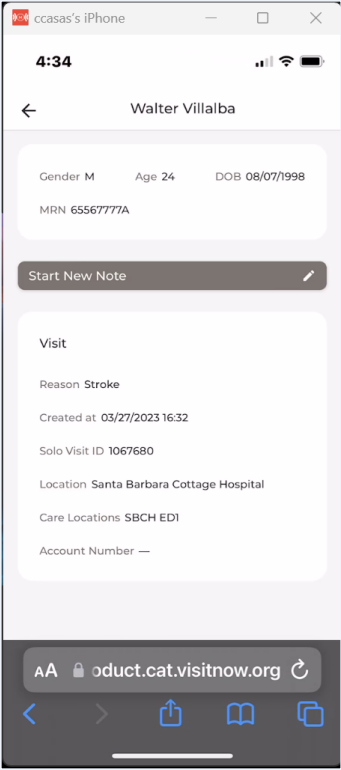 ccasas's iPhone
4:34
Walter Villalba
Gender M Age 24 DOB 08/07/1998
MRN 65567777A
Start New Note
Visit
Reason Stroke
Created at 03/27/2023 16:32
Solo Visit ID 1067680
Location Santa Barbara Cottage Hospital
Care Locations SBCH ED1
Account Number —
AA oduct.cat.visitnow.org